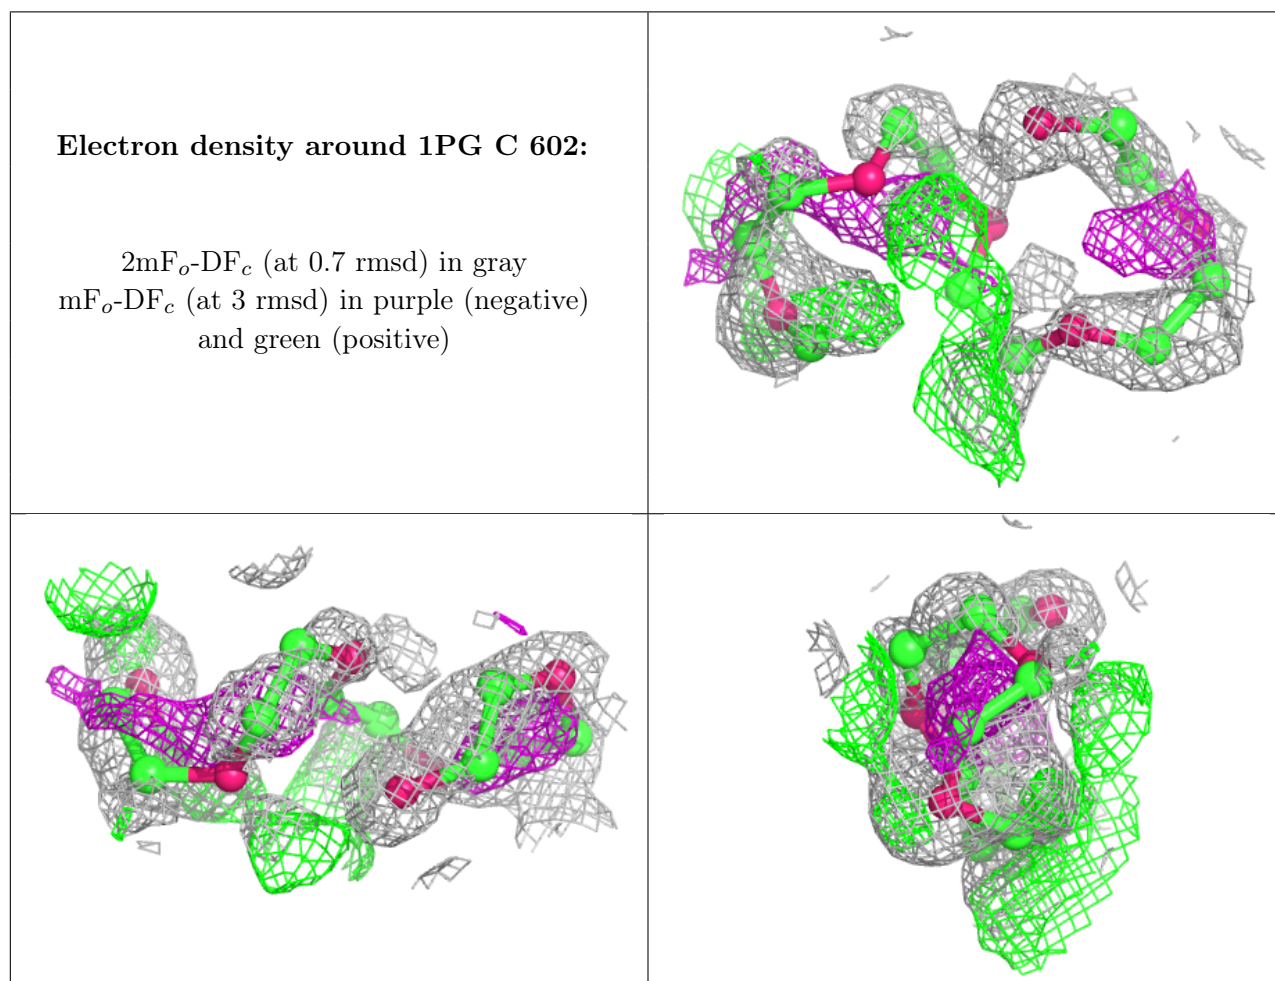 Electron density around 1PG C 602:
2mFₒ-DF𝒸 (at 0.7 rmsd) in gray
mFₒ-DF𝒸 (at 3 rmsd) in purple (negative)
and green (positive)